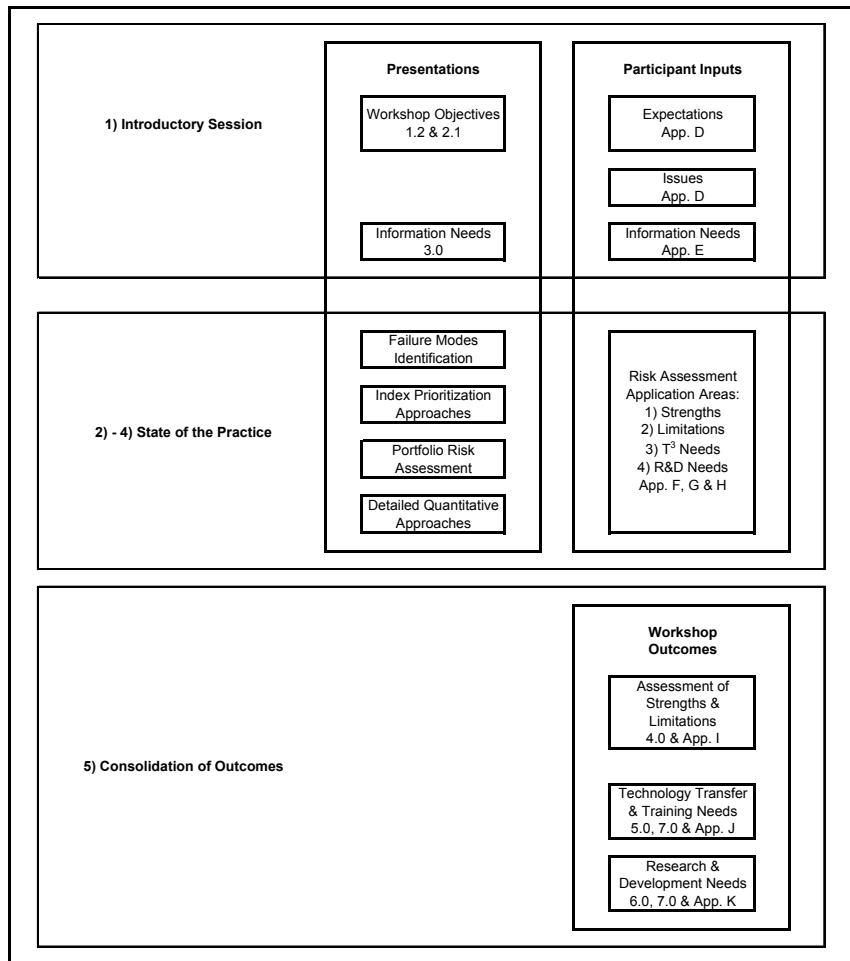 Presentations
Participant Inputs
1) Introductory Session
Workshop Objectives
1.2 & 2.1
Expectations
App. D
Issues
App. D
Information Needs
3.0
Information Needs
App. E
2) - 4) State of the Practice
Failure Modes
Identification
Index Prioritization
Approaches
Portfolio Risk
Assessment
Detailed Quantitative
Approaches
Risk Assessment
Application Areas:
1) Strengths
2) Limitations
3) T³ Needs
4) R&D Needs
App. F, G & H
5) Consolidation of Outcomes
Workshop
Outcomes
Assessment of
Strengths &
Limitations
4.0 & App. I
Technology Transfer
& Training Needs
5.0, 7.0 & App. J
Research &
Development Needs
6.0, 7.0 & App. K